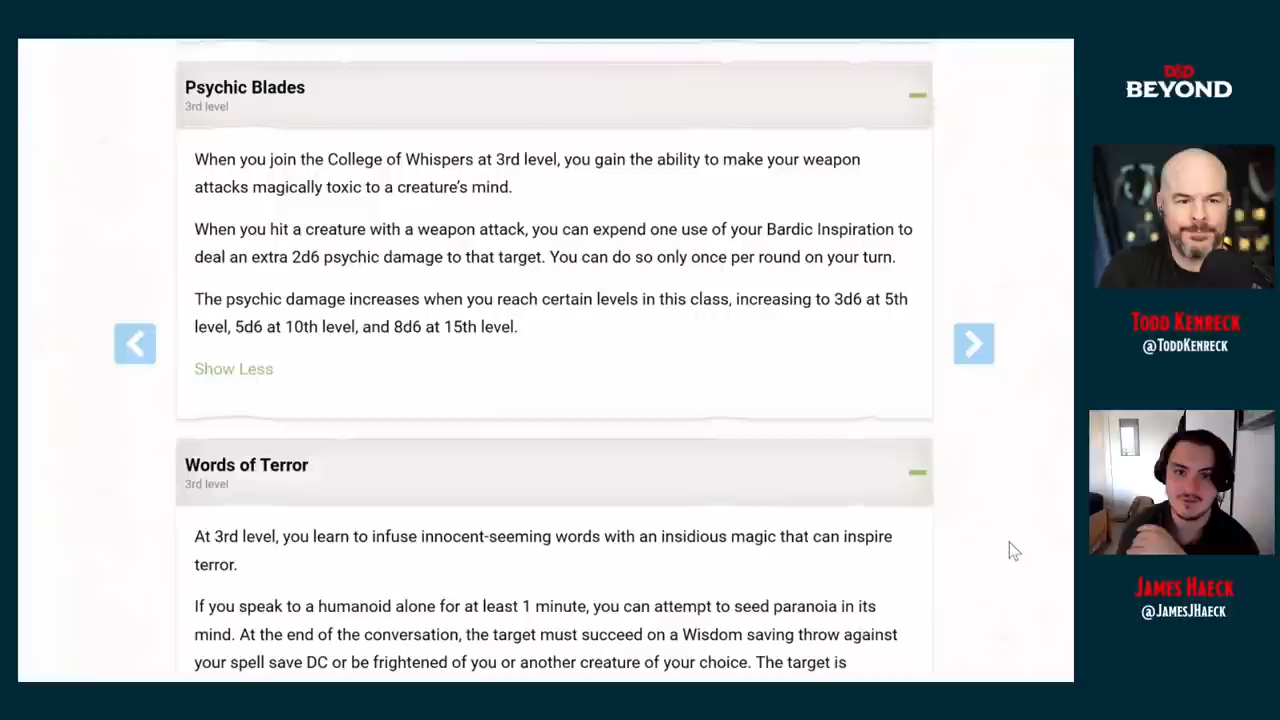 Psychic Blades
3rd level
When you join the College of Whispers at 3rd level, you gain the ability to make your weapon
attacks magically toxic to a creature's mind.
When you hit a creature with a weapon attack, you can expend one use of your Bardic Inspiration to
deal an extra 2d6 psychic damage to that target. You can do so only once per round on your turn.
The psychic damage increases when you reach certain levels in this class, increasing to 3d6 at 5th
level, 5d6 at 10th level, and 8d6 at 15th level.
Show Less
Words of Terror
3rd level
At 3rd level, you learn to infuse innocent-seeming words with an insidious magic that can inspire
terror.
If you speak to a humanoid alone for at least 1 minute, you can attempt to seed paranoia in its
mind. At the end of the conversation, the target must succeed on a Wisdom saving throw against
your spell save DC or be frightened of you or another creature of your choice. The target is
D&D
BEYOND
Todd Kenreck
@ToddKenreck
James Haeck
@JamesJHaeck